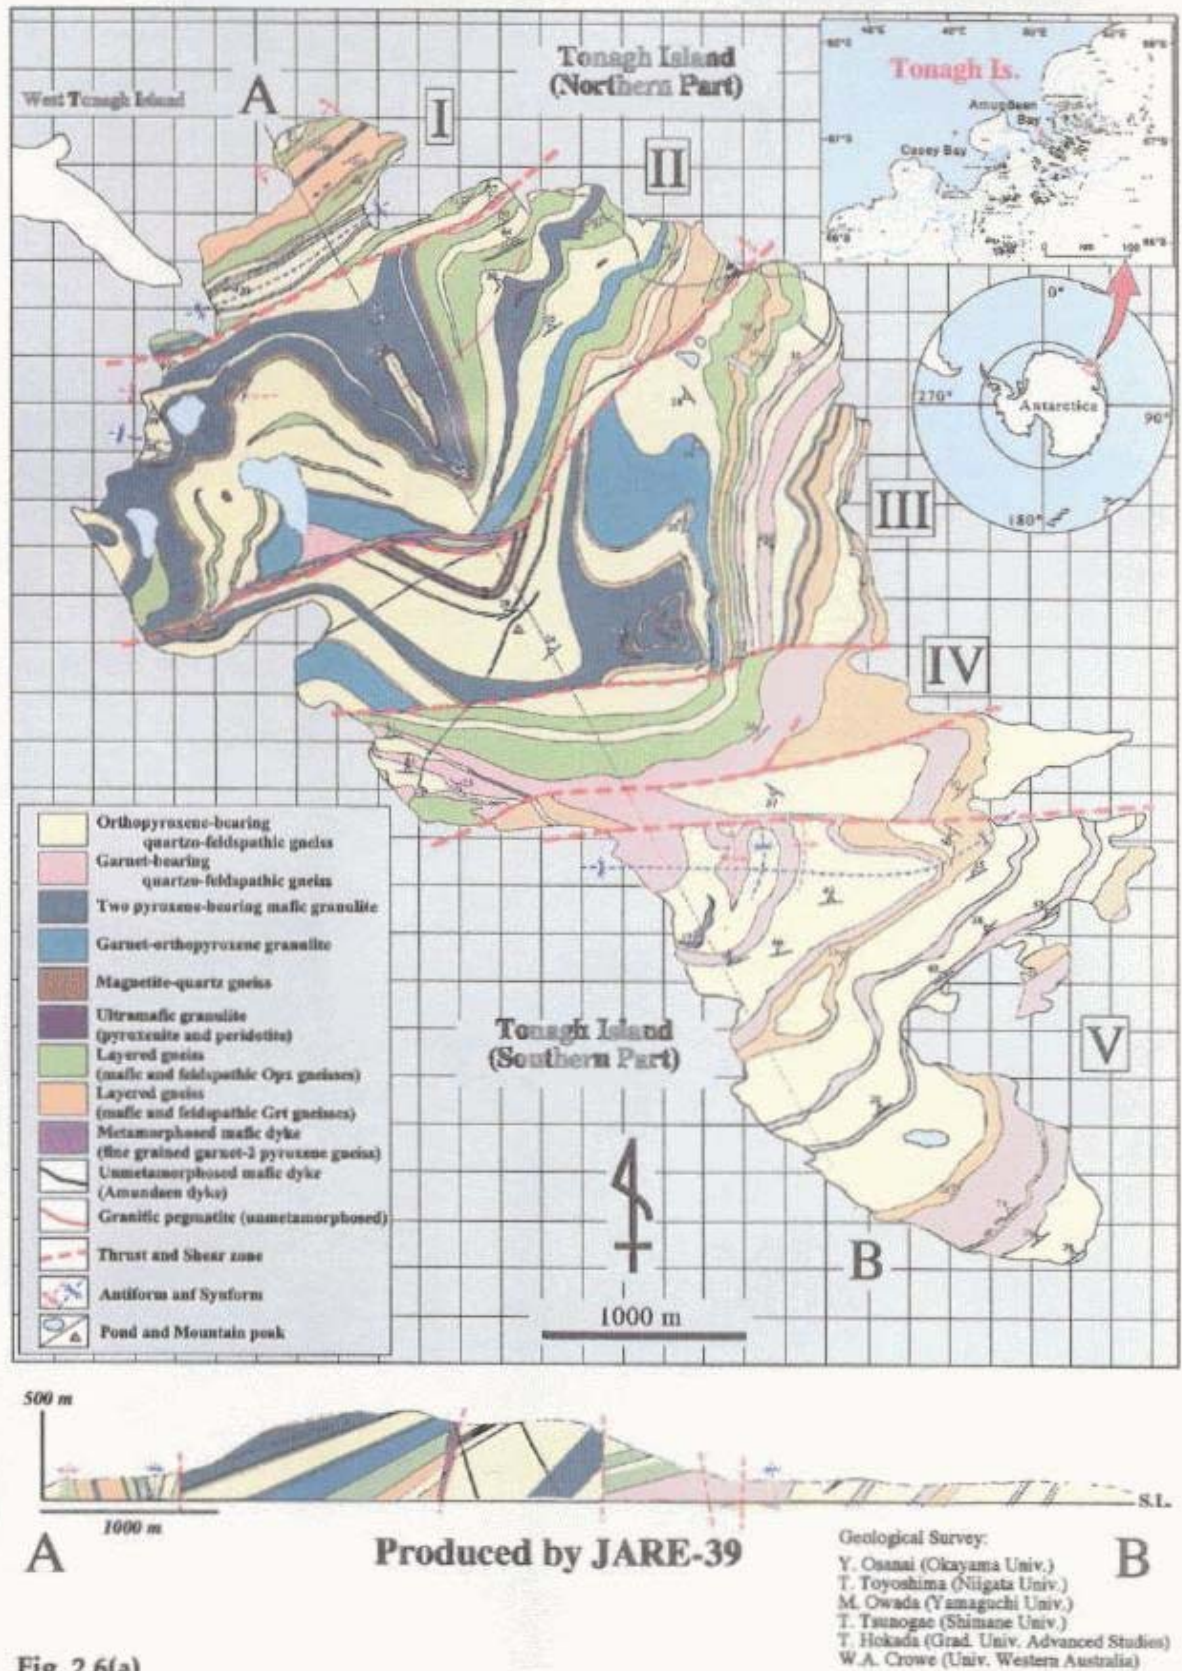 Tonagh Island
(Northern Part)
West Tonagh Island
A
I
II
Tonagh Is.
Amundsen
Bay
Casey Bay
0
100
0°
270°
Antarctica
90°
180°
III
IV
V
Orthopyroxene-bearing
quartzo-feldspathic gneiss
Garnet-bearing
quartzo-feldspathic gneiss
Two pyroxene-bearing mafic granulite
Garnet-orthopyroxene granulite
Magnetite-quartz gneiss
Ultramafic granulite
(pyroxenite and peridotite)
Layered gneiss
(mafic and feldspathic Opx gneisses)
Layered gneiss
(mafic and feldspathic Grt gneisses)
Metamorphosed mafic dyke
(fine grained garnet-2 pyroxene gneiss)
Unmetamorphosed mafic dyke
(Amundsen dyke)
Granitic pegmatite (unmetamorphosed)
Thrust and Shear zone
Antiform anf Synform
Pond and Mountain peak
Tonagh Island
(Southern Part)
B
1000 m
500 m
S.L.
1000 m
A
B
Produced by JARE-39
Geological Survey:
Y. Osanai (Okayama Univ.)
T. Toyoshima (Niigata Univ.)
M. Owada (Yamaguchi Univ.)
T. Tsunogae (Shimane Univ.)
T. Hokada (Grad. Univ. Advanced Studies)
W.A. Crowe (Univ. Western Australia)
Fig. 2.6(a)